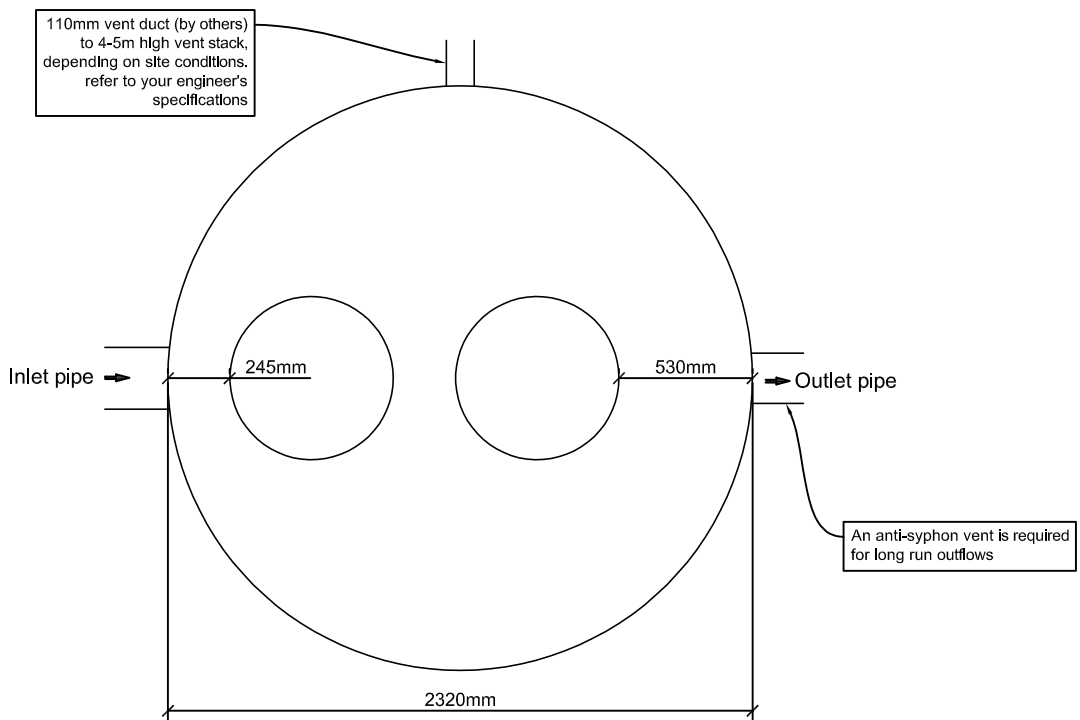 110mm vent duct (by others)
to 4-5m high vent stack,
depending on site conditions.
refer to your engineer's
specifications
245mm
530mm
Inlet pipe
Outlet pipe
An anti-syphon vent is required
for long run outflows
2320mm